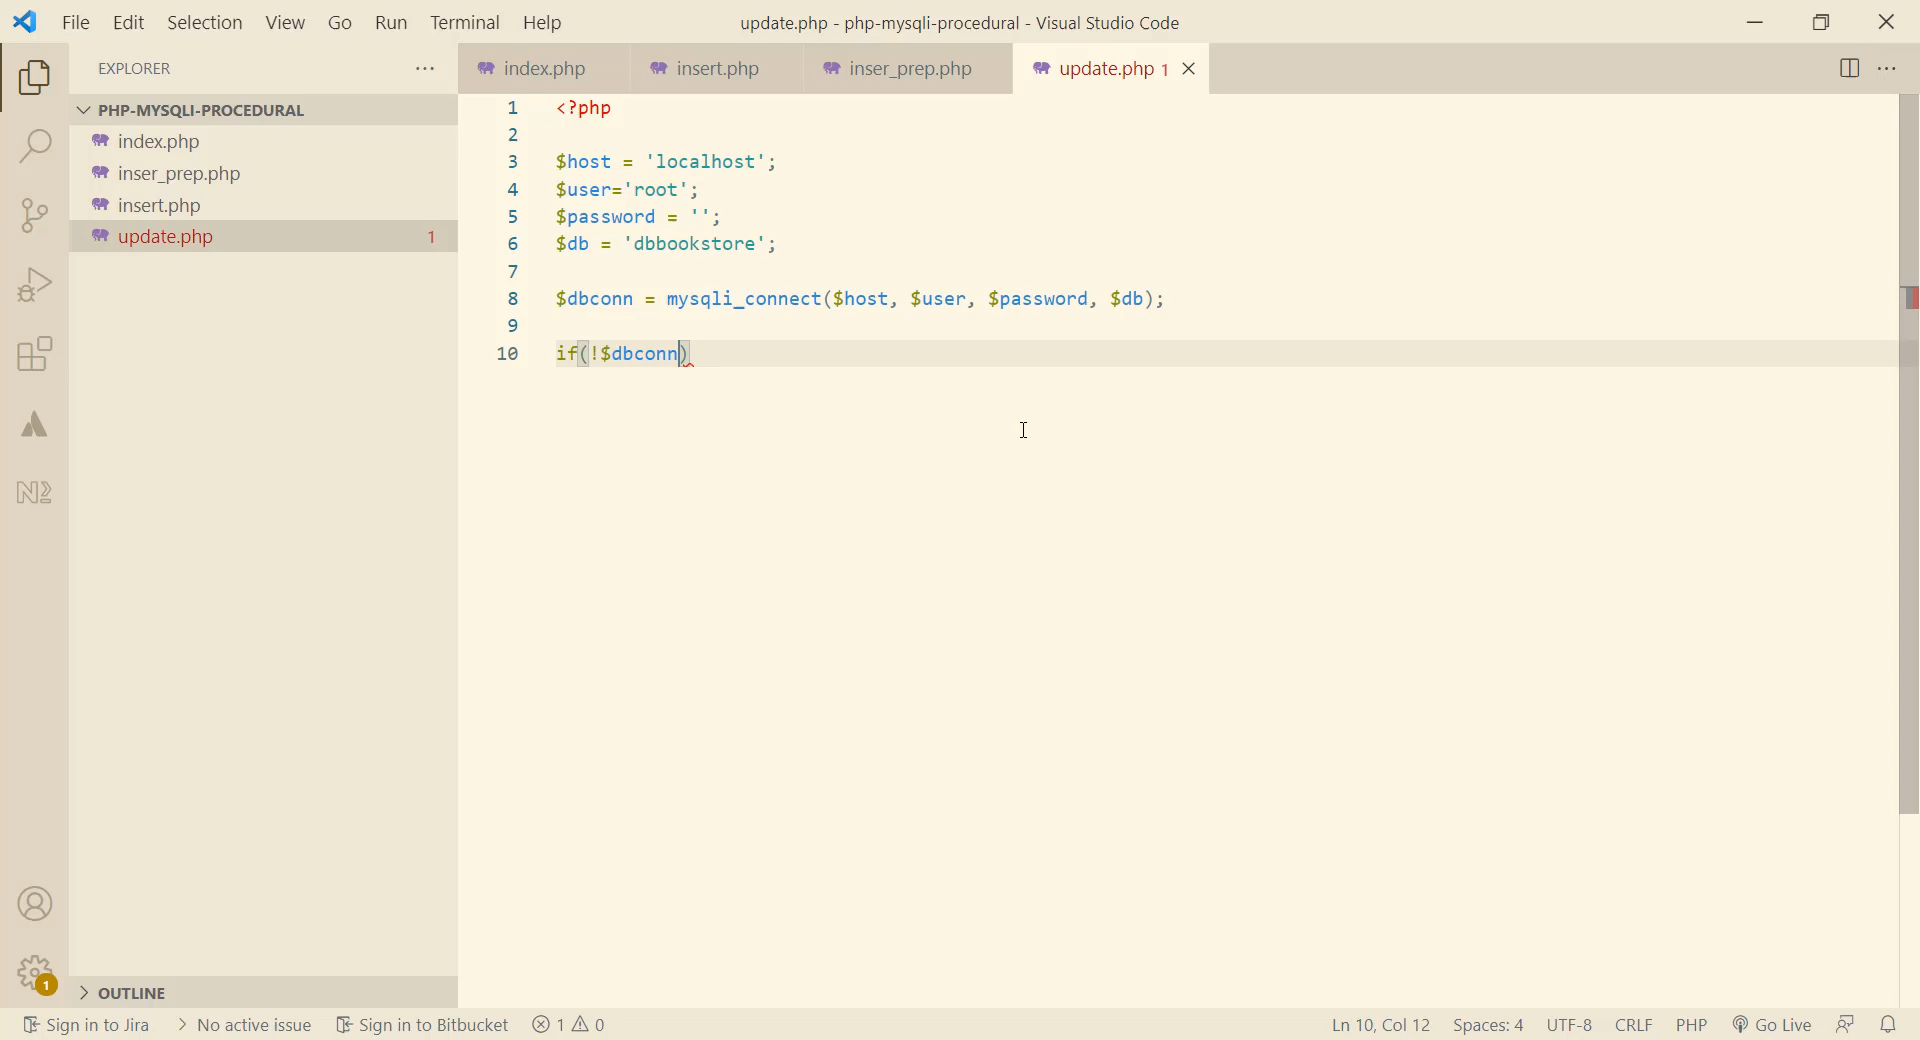 File Edit Selection View Go Run Terminal Help
update.php - php-mysqli-procedural - Visual Studio Code
EXPLORER
index.php
insert.php
inser_prep.php
update.php 1
PHP-MYSQLI-PROCEDURAL
index.php
inser_prep.php
insert.php
update.php 1
1 <?php
2
3 $host = 'localhost';
4 $user='root';
5 $password = '';
6 $db = 'dbbookstore';
7
8 $dbconn = mysqli_connect($host, $user, $password, $db);
9
10 if(!$dbconn)
1
OUTLINE
Sign in to Jira No active issue Sign in to Bitbucket 1 0 Ln 10, Col 12 Spaces: 4 UTF-8 CRLF PHP Go Live